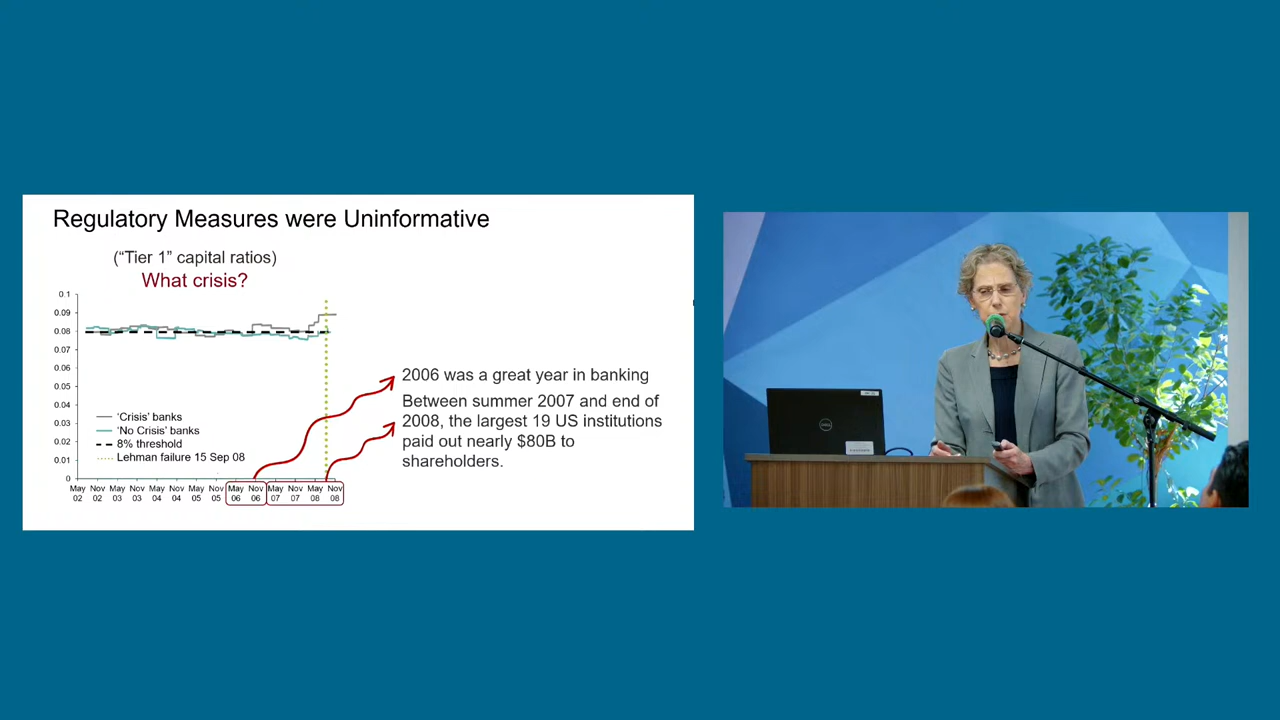 Regulatory Measures were Uninformative
(“Tier 1” capital ratios)
What crisis?
0.1
0.09
0.08
0.07
0.06
0.05
0.04
0.03
0.02
0.01
0
‘Crisis’ banks
‘No Crisis’ banks
8% threshold
Lehman failure 15 Sep 08
May Nov May Nov May Nov May Nov May Nov May Nov May Nov
02 02 03 03 04 04 05 05 06 06 07 07 08 08
2006 was a great year in banking
Between summer 2007 and end of
2008, the largest 19 US institutions
paid out nearly $80B to
shareholders.
DELL